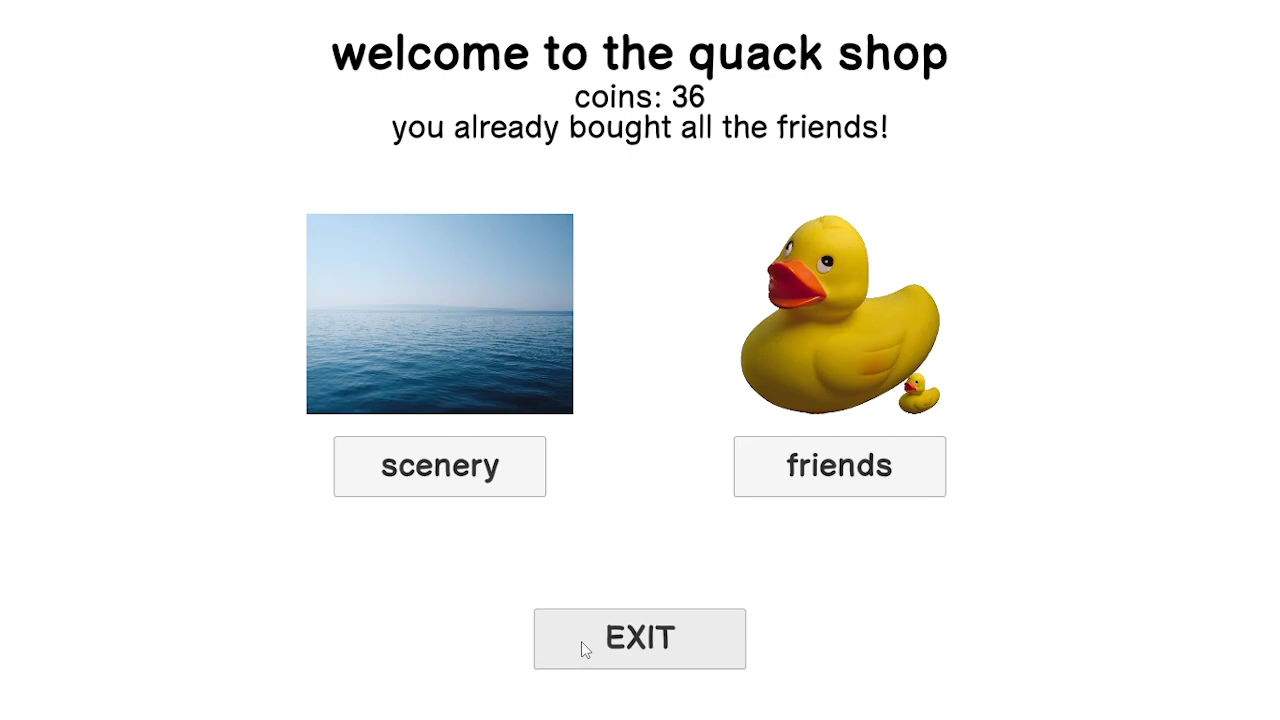 welcome to the quack shop
coins: 36
you already bought all the friends!
scenery
friends
EXIT